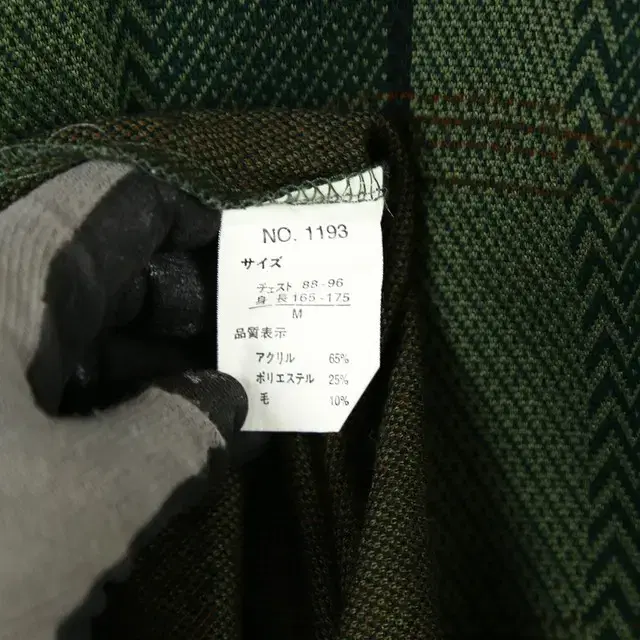 NO. 1193
サイズ
チェスト 88-96
身長 165-175
M
品質表示
アクリル 65%
ポリエステル 25%
毛 10%